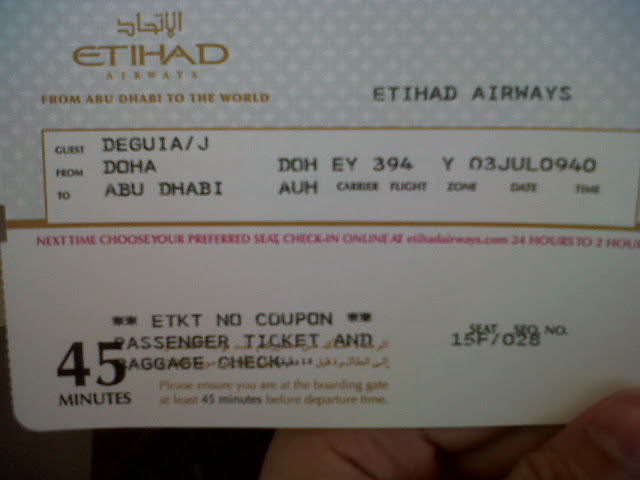 الإتحاد
ETIHAD
AIRWAYS
FROM ABU DHABI TO THE WORLD
ETIHAD AIRWAYS
GUEST DEGUIA/J
FROM DOHA DOH EY 394 Y 03JUL0940
TO ABU DHABI AUH CARRIER FLIGHT ZONE DATE TIME
NEXT TIME CHOOSE YOUR PREFERRED SEAT, CHECK-IN ONLINE AT etihadairways.com 24 HOURS TO 2 HOU
** ETKT NO COUPON **
PASSENGER TICKET AND
SEAT SEQ. NO.
15F/028
BAGGAGE CHECK
45
MINUTES
Please ensure you are at the boarding gate
at least 45 minutes before departure time.